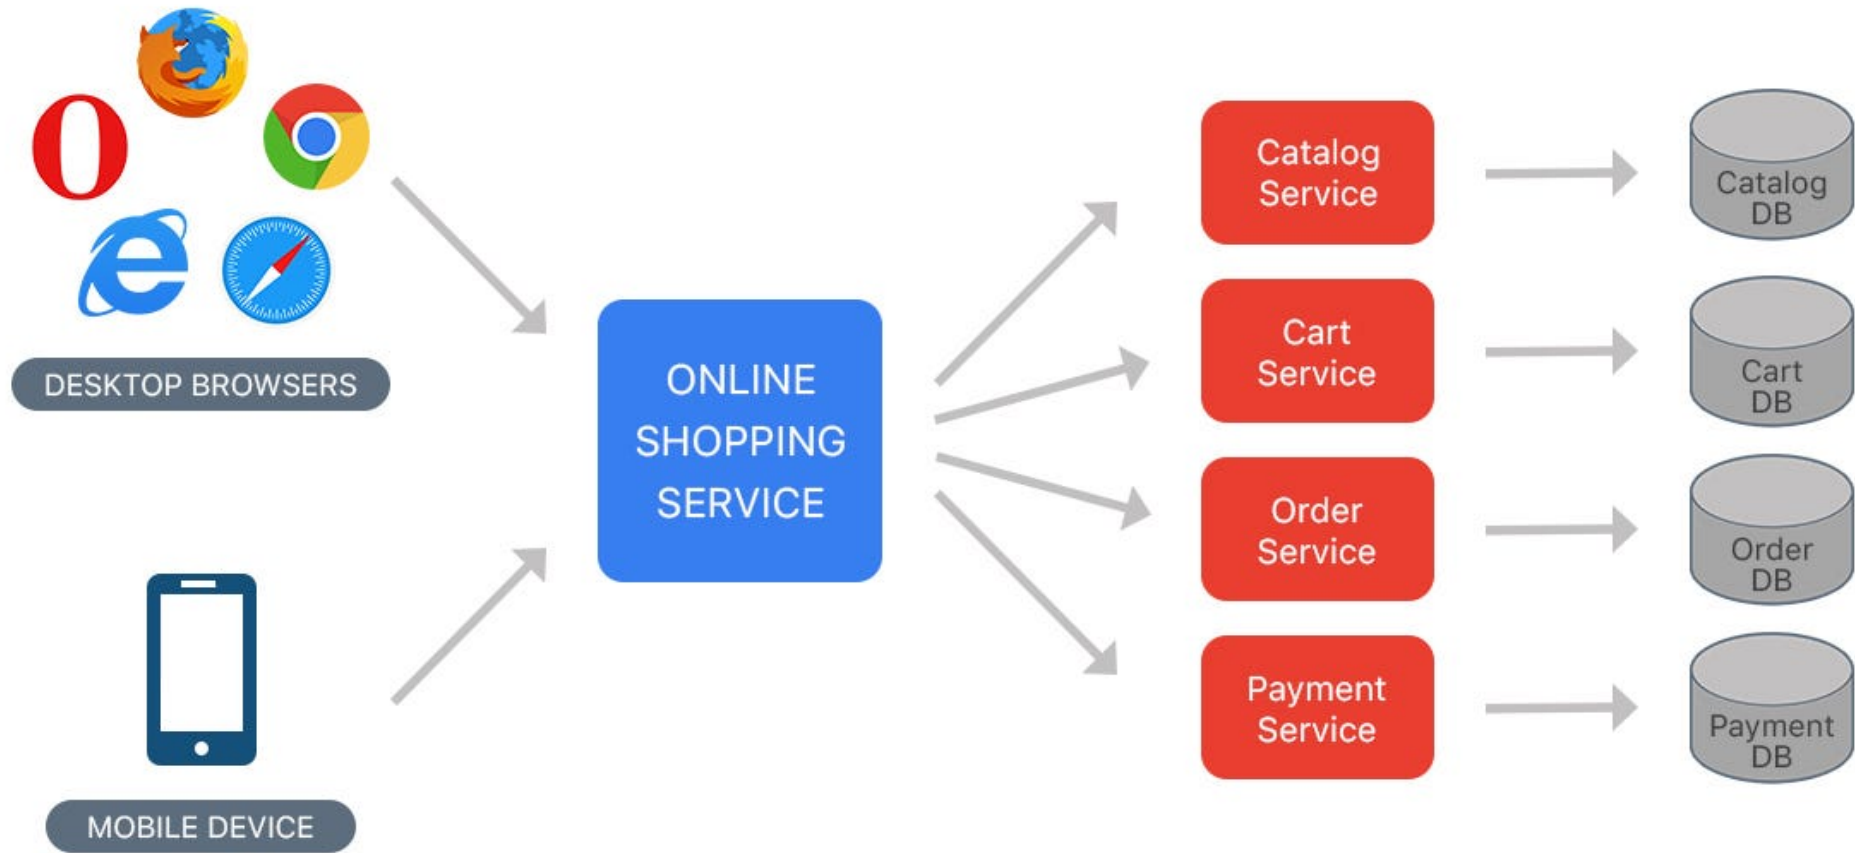 DESKTOP BROWSERS
MOBILE DEVICE
ONLINE
SHOPPING
SERVICE
Catalog
Service
Cart
Service
Order
Service
Payment
Service
Catalog
DB
Cart
DB
Order
DB
Payment
DB